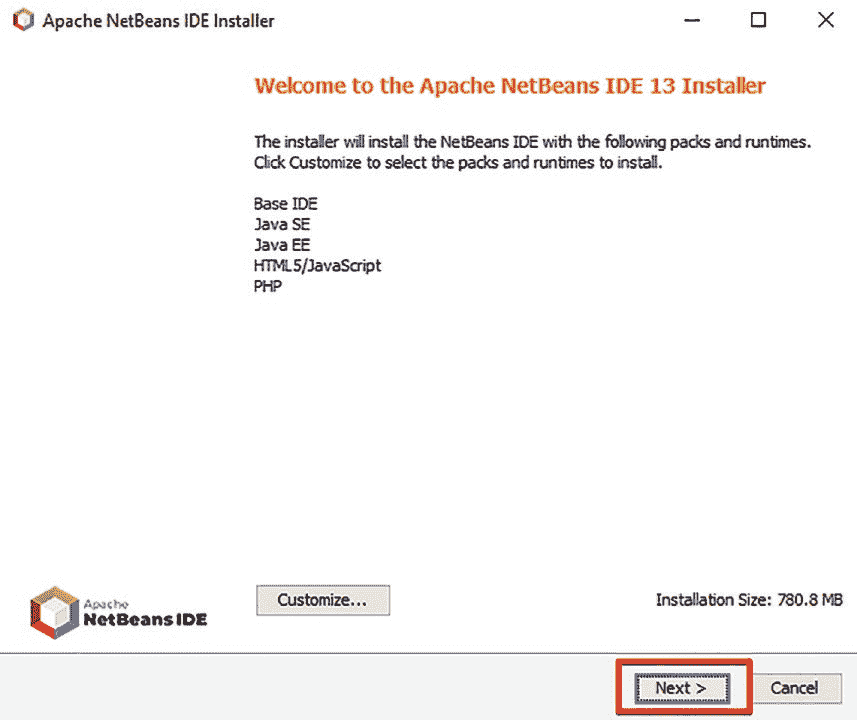 Apache NetBeans IDE Installer
Welcome to the Apache NetBeans IDE 13 Installer
The installer will install the NetBeans IDE with the following packs and runtimes.
Click Customize to select the packs and runtimes to install.
Base IDE
Java SE
Java EE
HTML5/JavaScript
PHP
Apache
NetBeans IDE
Customize...
Installation Size: 780.8 MB
Next >
Cancel